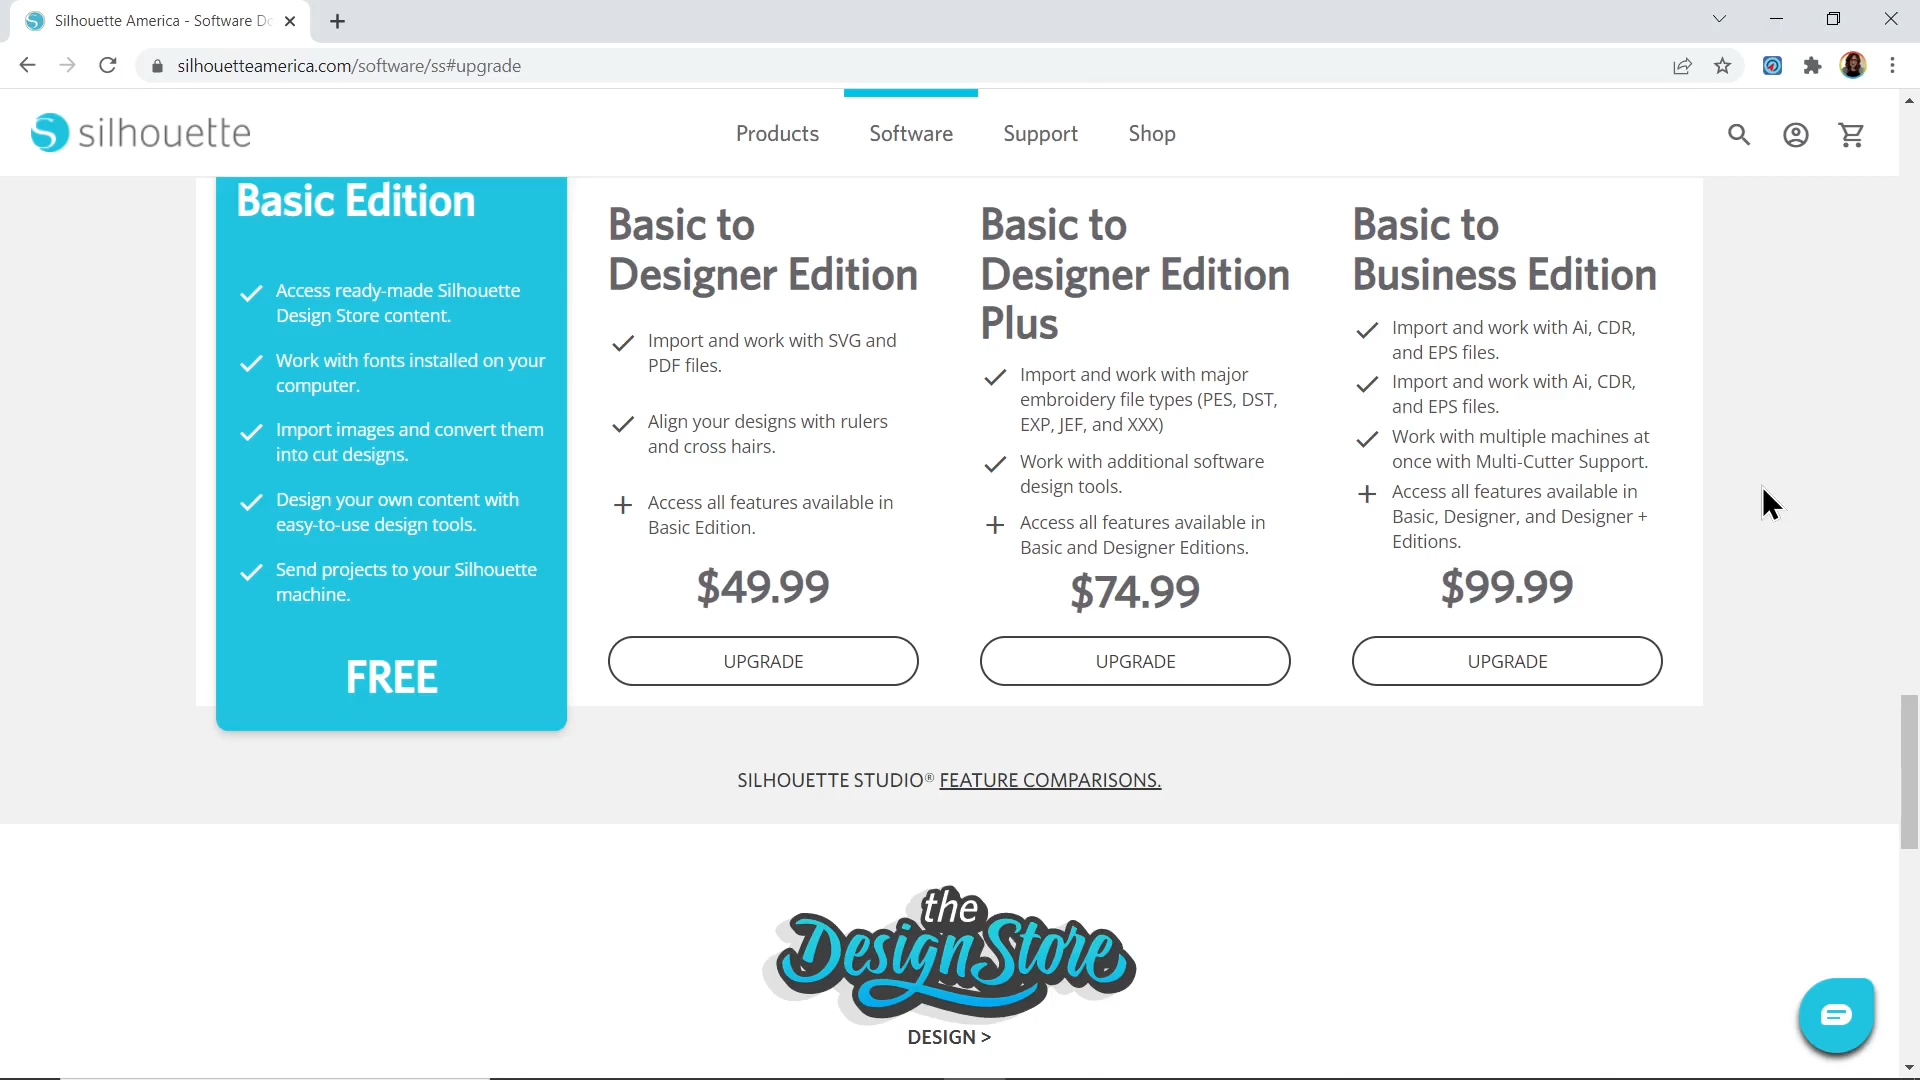 Silhouette America - Software Do
silhouetteamerica.com/software/ss#upgrade
silhouette
Products
Software
Support
Shop
Basic Edition
Access ready-made Silhouette
Design Store content.
Work with fonts installed on your
computer.
Import images and convert them
into cut designs.
Design your own content with
easy-to-use design tools.
Send projects to your Silhouette
machine.
FREE
Basic to
Designer Edition
Import and work with SVG and
PDF files.
Align your designs with rulers
and cross hairs.
+ Access all features available in
Basic Edition.
$49.99
UPGRADE
Basic to
Designer Edition
Plus
Import and work with major
embroidery file types (PES, DST,
EXP, JEF, and XXX)
Work with additional software
design tools.
+ Access all features available in
Basic and Designer Editions.
$74.99
UPGRADE
Basic to
Business Edition
Import and work with Ai, CDR,
and EPS files.
Import and work with Ai, CDR,
and EPS files.
Work with multiple machines at
once with Multi-Cutter Support.
+ Access all features available in
Basic, Designer, and Designer +
Editions.
$99.99
UPGRADE
SILHOUETTE STUDIO® FEATURE COMPARISONS.
the
Design Store
DESIGN >